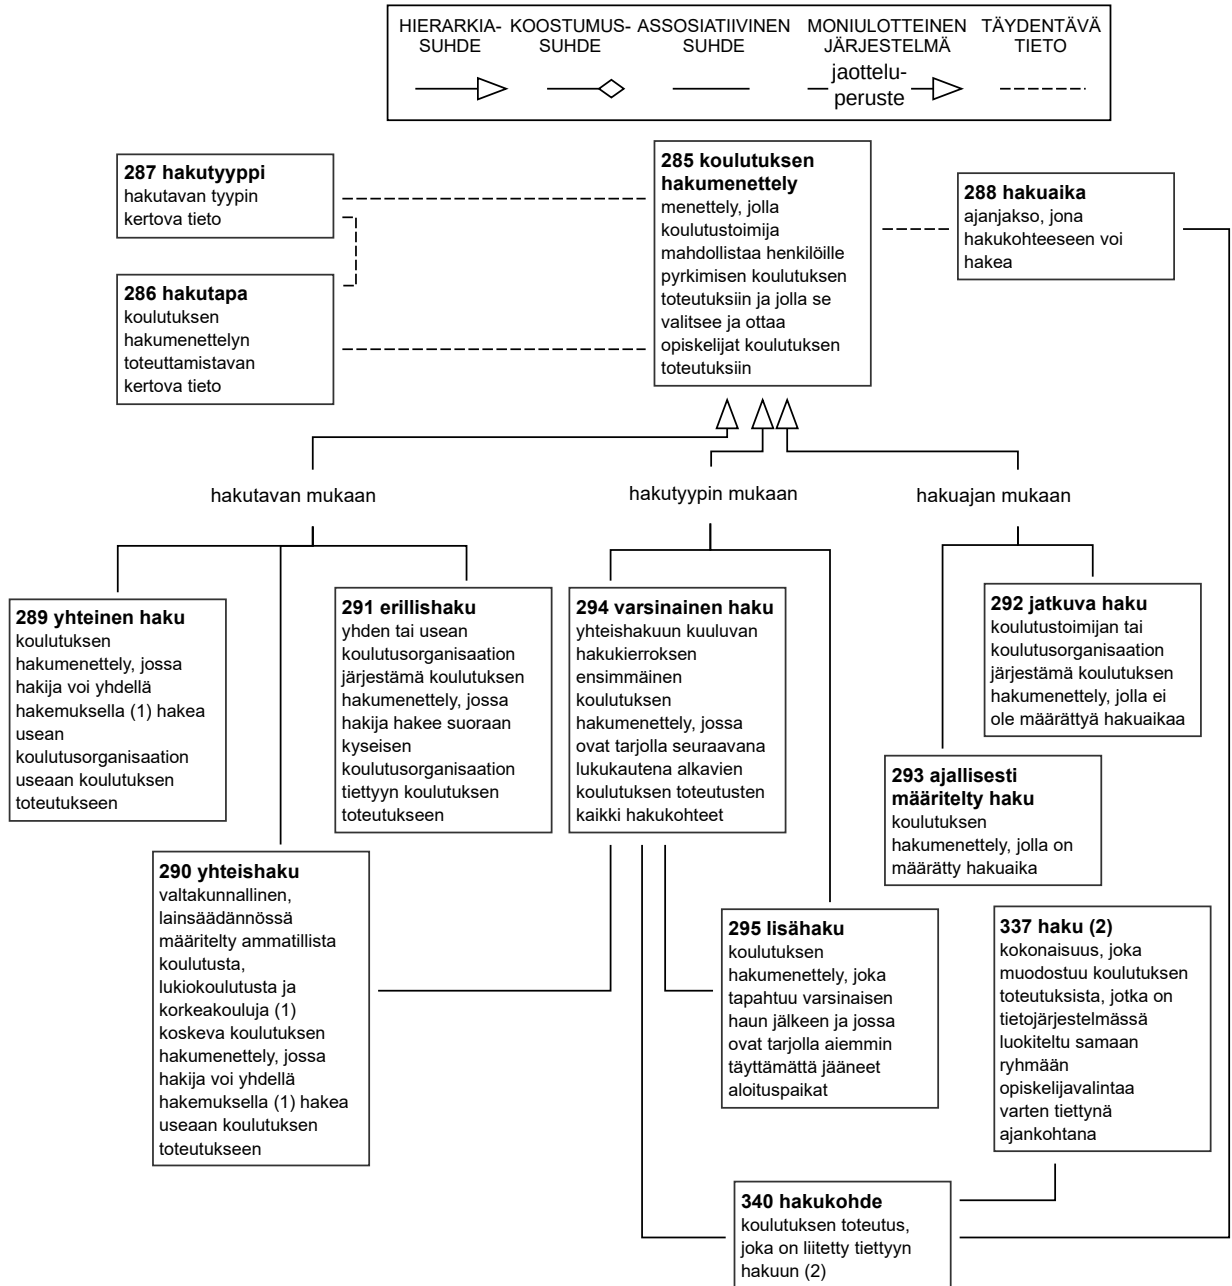 HIERARKIA-
SUHDE
KOOSTUMUS-
SUHDE
ASSOSIATIIVINEN
SUHDE
MONIULOTTEINEN
JÄRJESTELMÄ
jaottelu-
peruste
TÄYDENTÄVÄ
TIETO
287 hakutyyppi
hakutavan tyypin
kertova tieto
286 hakutapa
koulutuksen
hakumenettelyn
toteuttamistavan
kertova tieto
285 koulutuksen
hakumenettely
menettely, jolla
koulutustoimija
mahdollistaa henkilöille
pyrkimisen koulutuksen
toteutuksiin ja jolla se
valitsee ja ottaa
opiskelijat koulutuksen
toteutuksiin
288 hakuaika
ajanjakso, jona
hakukohteeseen voi
hakea
hakutavan mukaan
hakutyypin mukaan
hakuajan mukaan
289 yhteinen haku
koulutuksen
hakumenettely, jossa
hakija voi yhdellä
hakemuksella (1) hakea
usean
koulutusorganisaation
useaan koulutuksen
toteutukseen
291 erillishaku
yhden tai usean
koulutusorganisaation
järjestämä koulutuksen
hakumenettely, jossa
hakija hakee suoraan
kyseisen
koulutusorganisaation
tiettyyn koulutuksen
toteutukseen
294 varsinainen haku
yhteishakuun kuuluvan
hakukierroksen
ensimmäinen
koulutuksen
hakumenettely, jossa
ovat tarjolla seuraavana
lukukautena alkavien
koulutuksen toteutusten
kaikki hakukohteet
292 jatkuva haku
koulutustoimijan tai
koulutusorganisaation
järjestämä koulutuksen
hakumenettely, jolla ei
ole määrättyä hakuaikaa
293 ajallisesti
määritelty haku
koulutuksen
hakumenettely, jolla on
määrätty hakuaika
290 yhteishaku
valtakunnallinen,
lainsäädännössä
määritelty ammatillista
koulutusta,
lukiokoulutusta ja
korkeakouluja (1)
koskeva koulutuksen
hakumenettely, jossa
hakija voi yhdellä
hakemuksella (1) hakea
useaan koulutuksen
toteutukseen
295 lisähaku
koulutuksen
hakumenettely, joka
tapahtuu varsinaisen
haun jälkeen ja jossa
ovat tarjolla aiemmin
täyttämättä jääneet
aloituspaikat
337 haku (2)
kokonaisuus, joka
muodostuu koulutuksen
toteutuksista, jotka on
tietojärjestelmässä
luokiteltu samaan
ryhmään
opiskelijavalintaa
varten tiettynä
ajankohtana
340 hakukohde
koulutuksen toteutus,
joka on liitetty tiettyyn
hakuun (2)